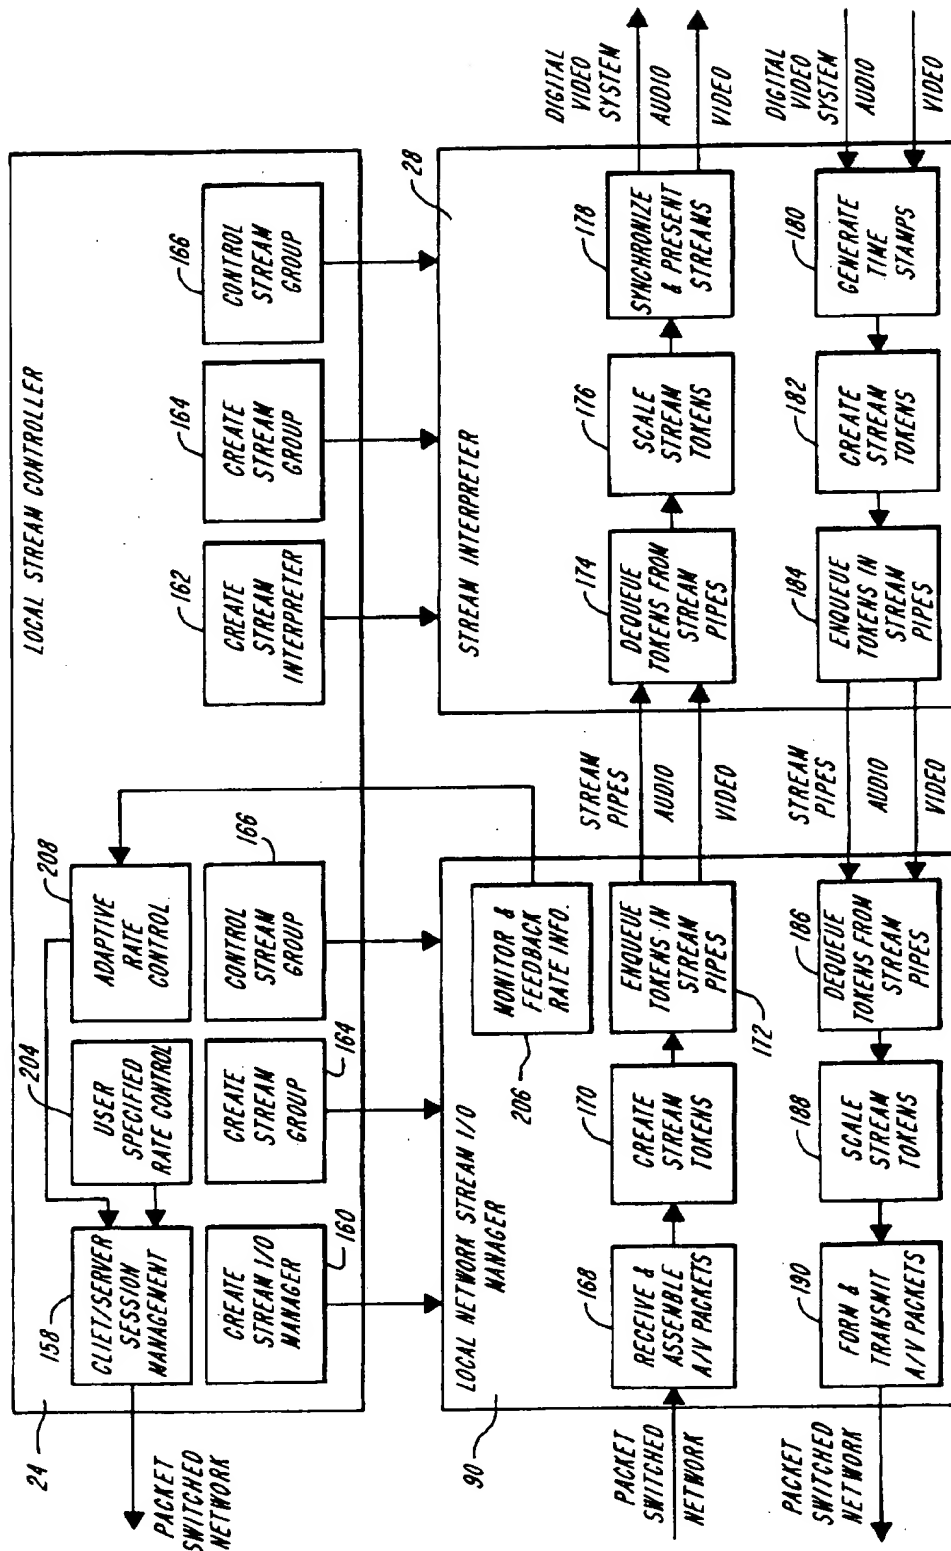 24
LOCAL STREAM CONTROLLER
158
CLIET/SERVER
SESSION
MANAGEMENT
204
USER
SPECIFIED
RATE CONTROL
208
ADAPTIVE
RATE
CONTROL
PACKET
SWITCHED
NETWORK
160
CREATE
STREAM I/O
MANAGER
164
CREATE
STREAM
GROUP
166
CONTROL
STREAM
GROUP
162
CREATE
STREAM
INTERPRETER
164
CREATE
STREAM
GROUP
166
CONTROL
STREAM
GROUP
90
LOCAL NETWORK STREAM I/O
MANAGER
206
MONITOR &
FEEDBACK
RATE INFO.
PACKET
SWITCHED
NETWORK
168
RECEIVE &
ASSEMBLE
A/V PACKETS
170
CREATE
STREAM
TOKENS
172
ENQUEUE
TOKENS IN
STREAM
PIPES
STREAM
PIPES
AUDIO
VIDEO
28
STREAM INTERPRETER
174
DEQUEUE
TOKENS FROM
STREAM
PIPES
176
SCALE
STREAM
TOKENS
178
SYNCHRONIZE
& PRESENT
STREAMS
DIGITAL
VIDEO
SYSTEM
AUDIO
VIDEO
PACKET
SWITCHED
NETWORK
190
FORM &
TRANSMIT
A/V PACKETS
188
SCALE
STREAM
TOKENS
186
DEQUEUE
TOKENS FROM
STREAM
PIPES
STREAM
PIPES
AUDIO
VIDEO
184
ENQUEUE
TOKENS IN
STREAM
PIPES
182
CREATE
STREAM
TOKENS
180
GENERATE
TIME
STAMPS
DIGITAL
VIDEO
SYSTEM
AUDIO
VIDEO